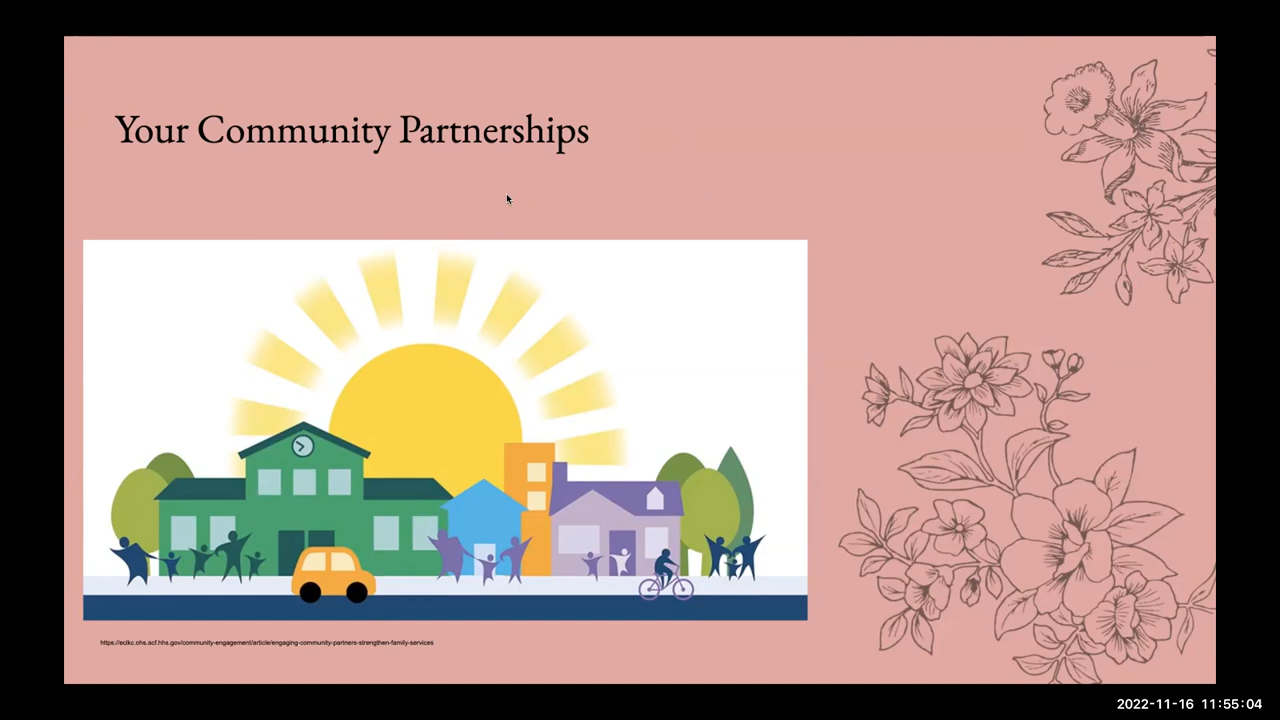 Your Community Partnerships
https://eclkc.ohs.acf.hhs.gov/community-engagement/article/engaging-community-partners-strengthen-family-services
2022-11-16 11:55:04